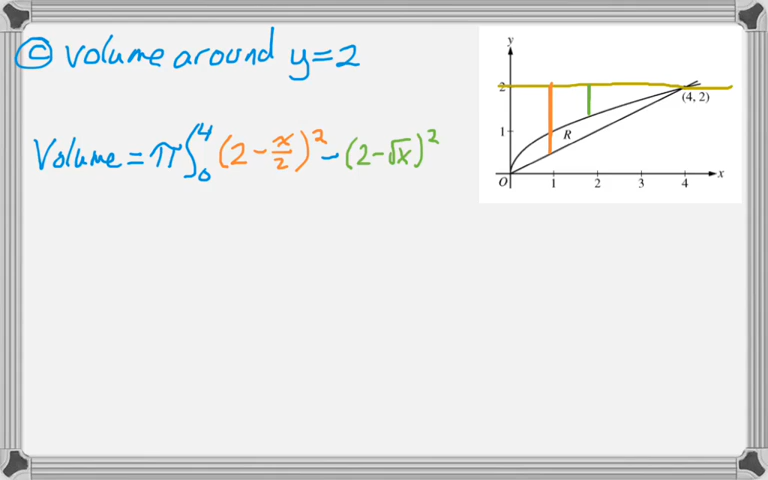 ⓒ volume around y=2
Volume = π∫₀⁴ (2 - x/2)² - (2-√x)²
y
2
(4, 2)
1
R
O
1 2 3 4 x